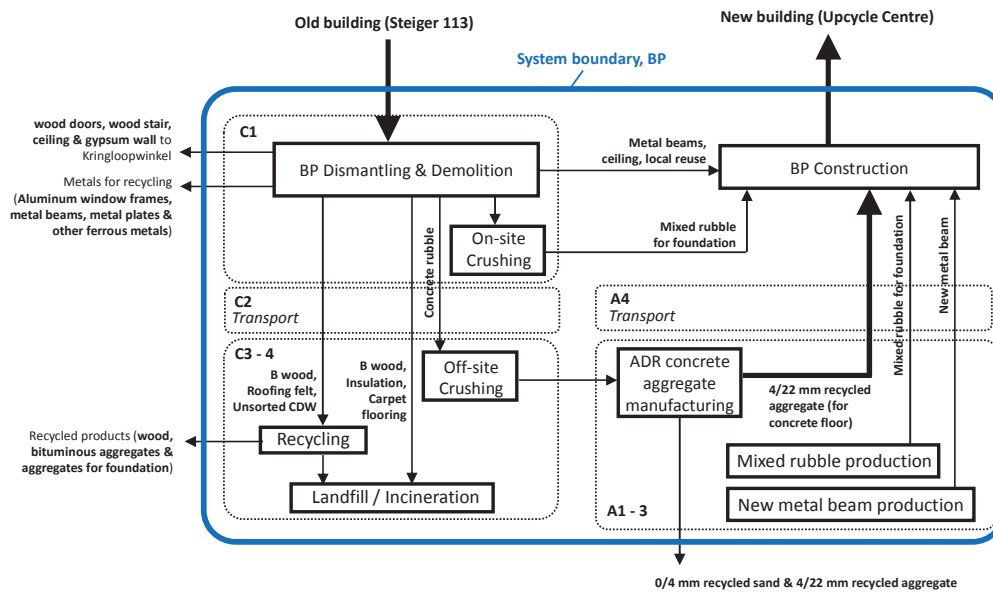 Old building (Steiger 113)
New building (Upcycle Centre)
System boundary, BP
C1
wood doors, wood stair,
ceiling & gypsum wall to
Kringloopwinkel
BP Dismantling & Demolition
Metal beams,
ceiling, local reuse
BP Construction
Metals for recycling
(Aluminum window frames,
metal beams, metal plates &
other ferrous metals)
On-site
Crushing
Mixed rubble
for foundation
Concrete rubble
Mixed rubble for foundation
New metal beam
C2
Transport
A4
Transport
C3 - 4
B wood,
Roofing felt,
Unsorted CDW
B wood,
Insulation,
Carpet
flooring
Off-site
Crushing
ADR concrete
aggregate
manufacturing
4/22 mm recycled
aggregate (for
concrete floor)
Recycled products (wood,
bituminous aggregates &
aggregates for foundation)
Recycling
Landfill / Incineration
Mixed rubble production
New metal beam production
A1 - 3
0/4 mm recycled sand & 4/22 mm recycled aggregate